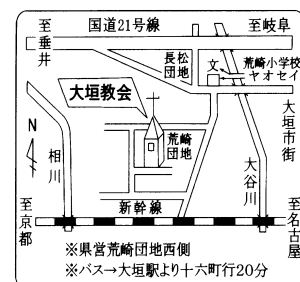 至垂井
国道21号線
至岐阜
長松団地
文
荒崎小学校
ヤオセイ
大垣教会
至大垣市街
荒崎団地
N
相川
大谷川
新幹線
至京都
至名古屋
※県営荒崎団地西側
※バス→大垣駅より十六町行20分